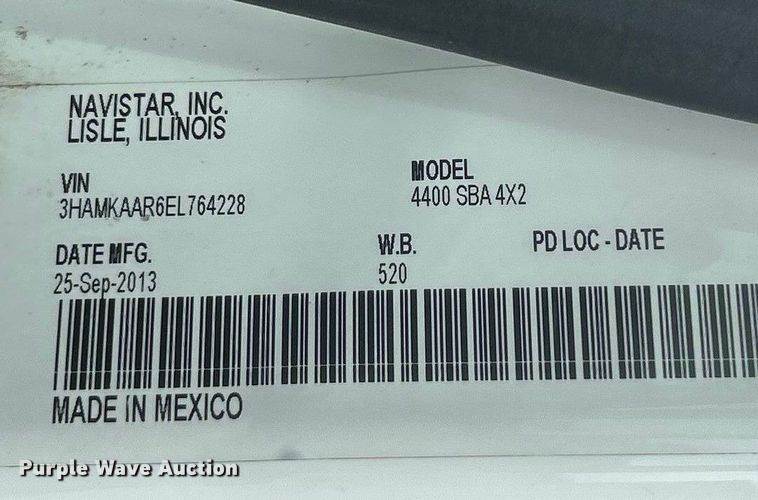 NAVISTAR, INC.
LISLE, ILLINOIS
VIN
3HAMKAAR6EL764228
MODEL
4400 SBA 4X2
DATE MFG.
25-Sep-2013
W.B.
520
PD LOC - DATE
MADE IN MEXICO
Purple Wave Auction